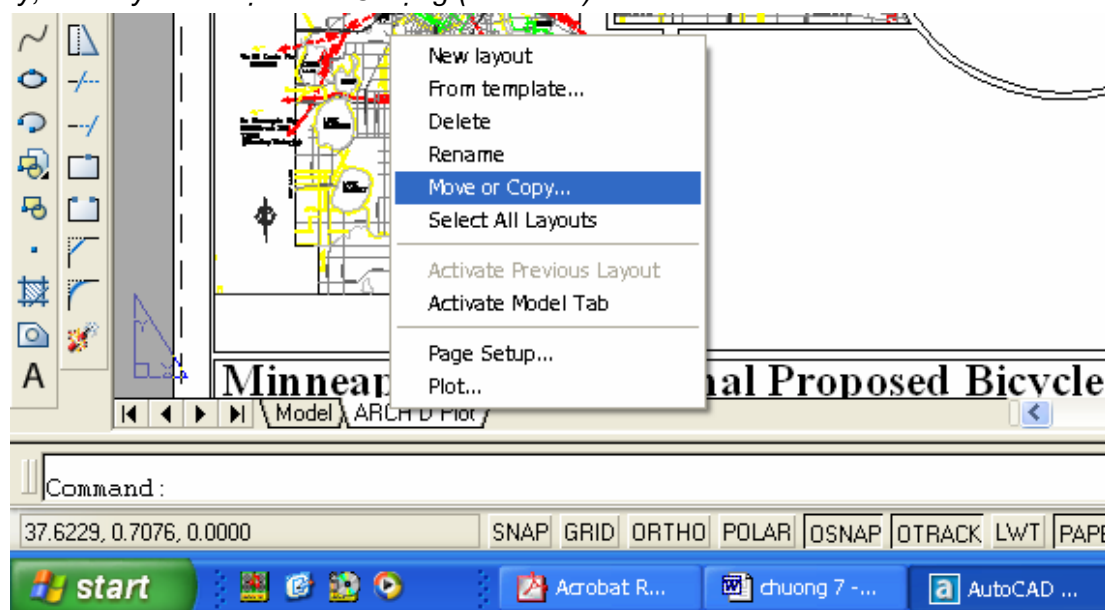 New layout
From template...
Delete
Rename
Move or Copy...
Select All Layouts
Activate Previous Layout
Activate Model Tab
Page Setup...
Plot...
A
Minneap nal Proposed Bicycle
Model ARCH D Plot
Command:
37.6229, 0.7076, 0.0000 SNAP GRID ORTHO POLAR OSNAP OTRACK LWT PAPE
start Acrobat R... chuong 7 -... AutoCAD ...